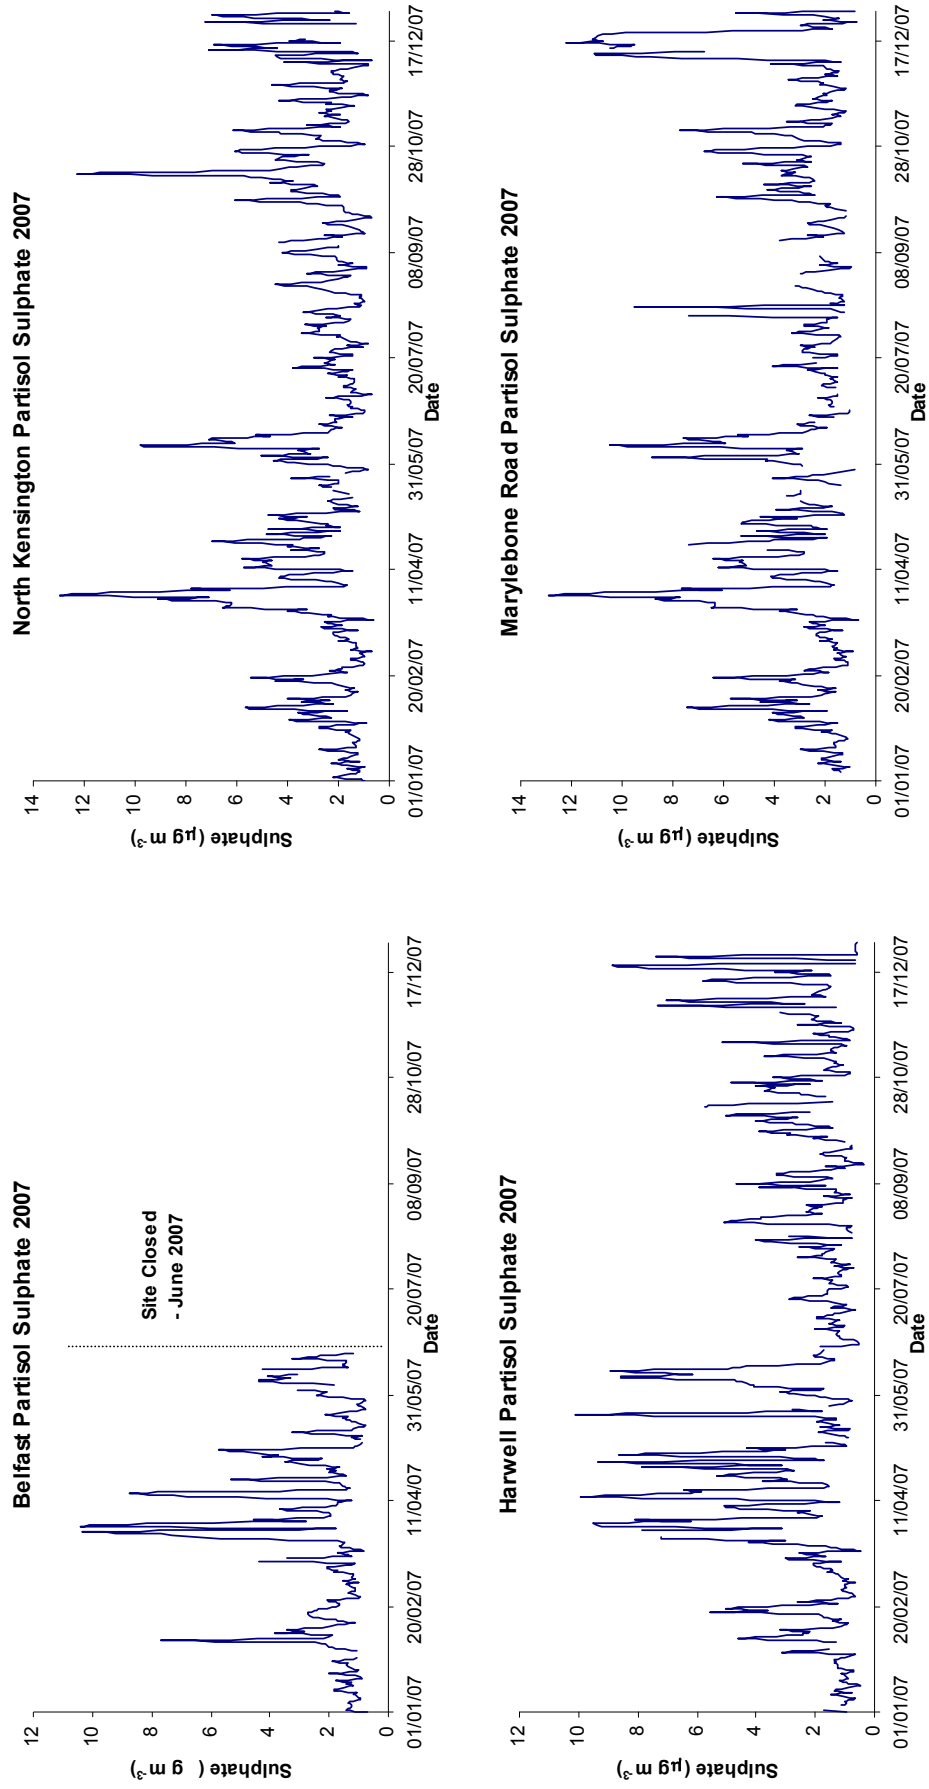 Belfast Partisol Sulphate 2007
Sulphate ( g m-3)
12
10
8
6
4
2
0
Site Closed
- June 2007
01/01/07 20/02/07 11/04/07 31/05/07 20/07/07 08/09/07 28/10/07 17/12/07
Date
North Kensington Partisol Sulphate 2007
Sulphate (µg m-3)
14
12
10
8
6
4
2
0
01/01/07 20/02/07 11/04/07 31/05/07 20/07/07 08/09/07 28/10/07 17/12/07
Date
Harwell Partisol Sulphate 2007
Sulphate (µg m-3)
12
10
8
6
4
2
0
01/01/07 20/02/07 11/04/07 31/05/07 20/07/07 08/09/07 28/10/07 17/12/07
Date
Marylebone Road Partisol Sulphate 2007
Sulphate (µg m-3)
14
12
10
8
6
4
2
0
01/01/07 20/02/07 11/04/07 31/05/07 20/07/07 08/09/07 28/10/07 17/12/07
Date